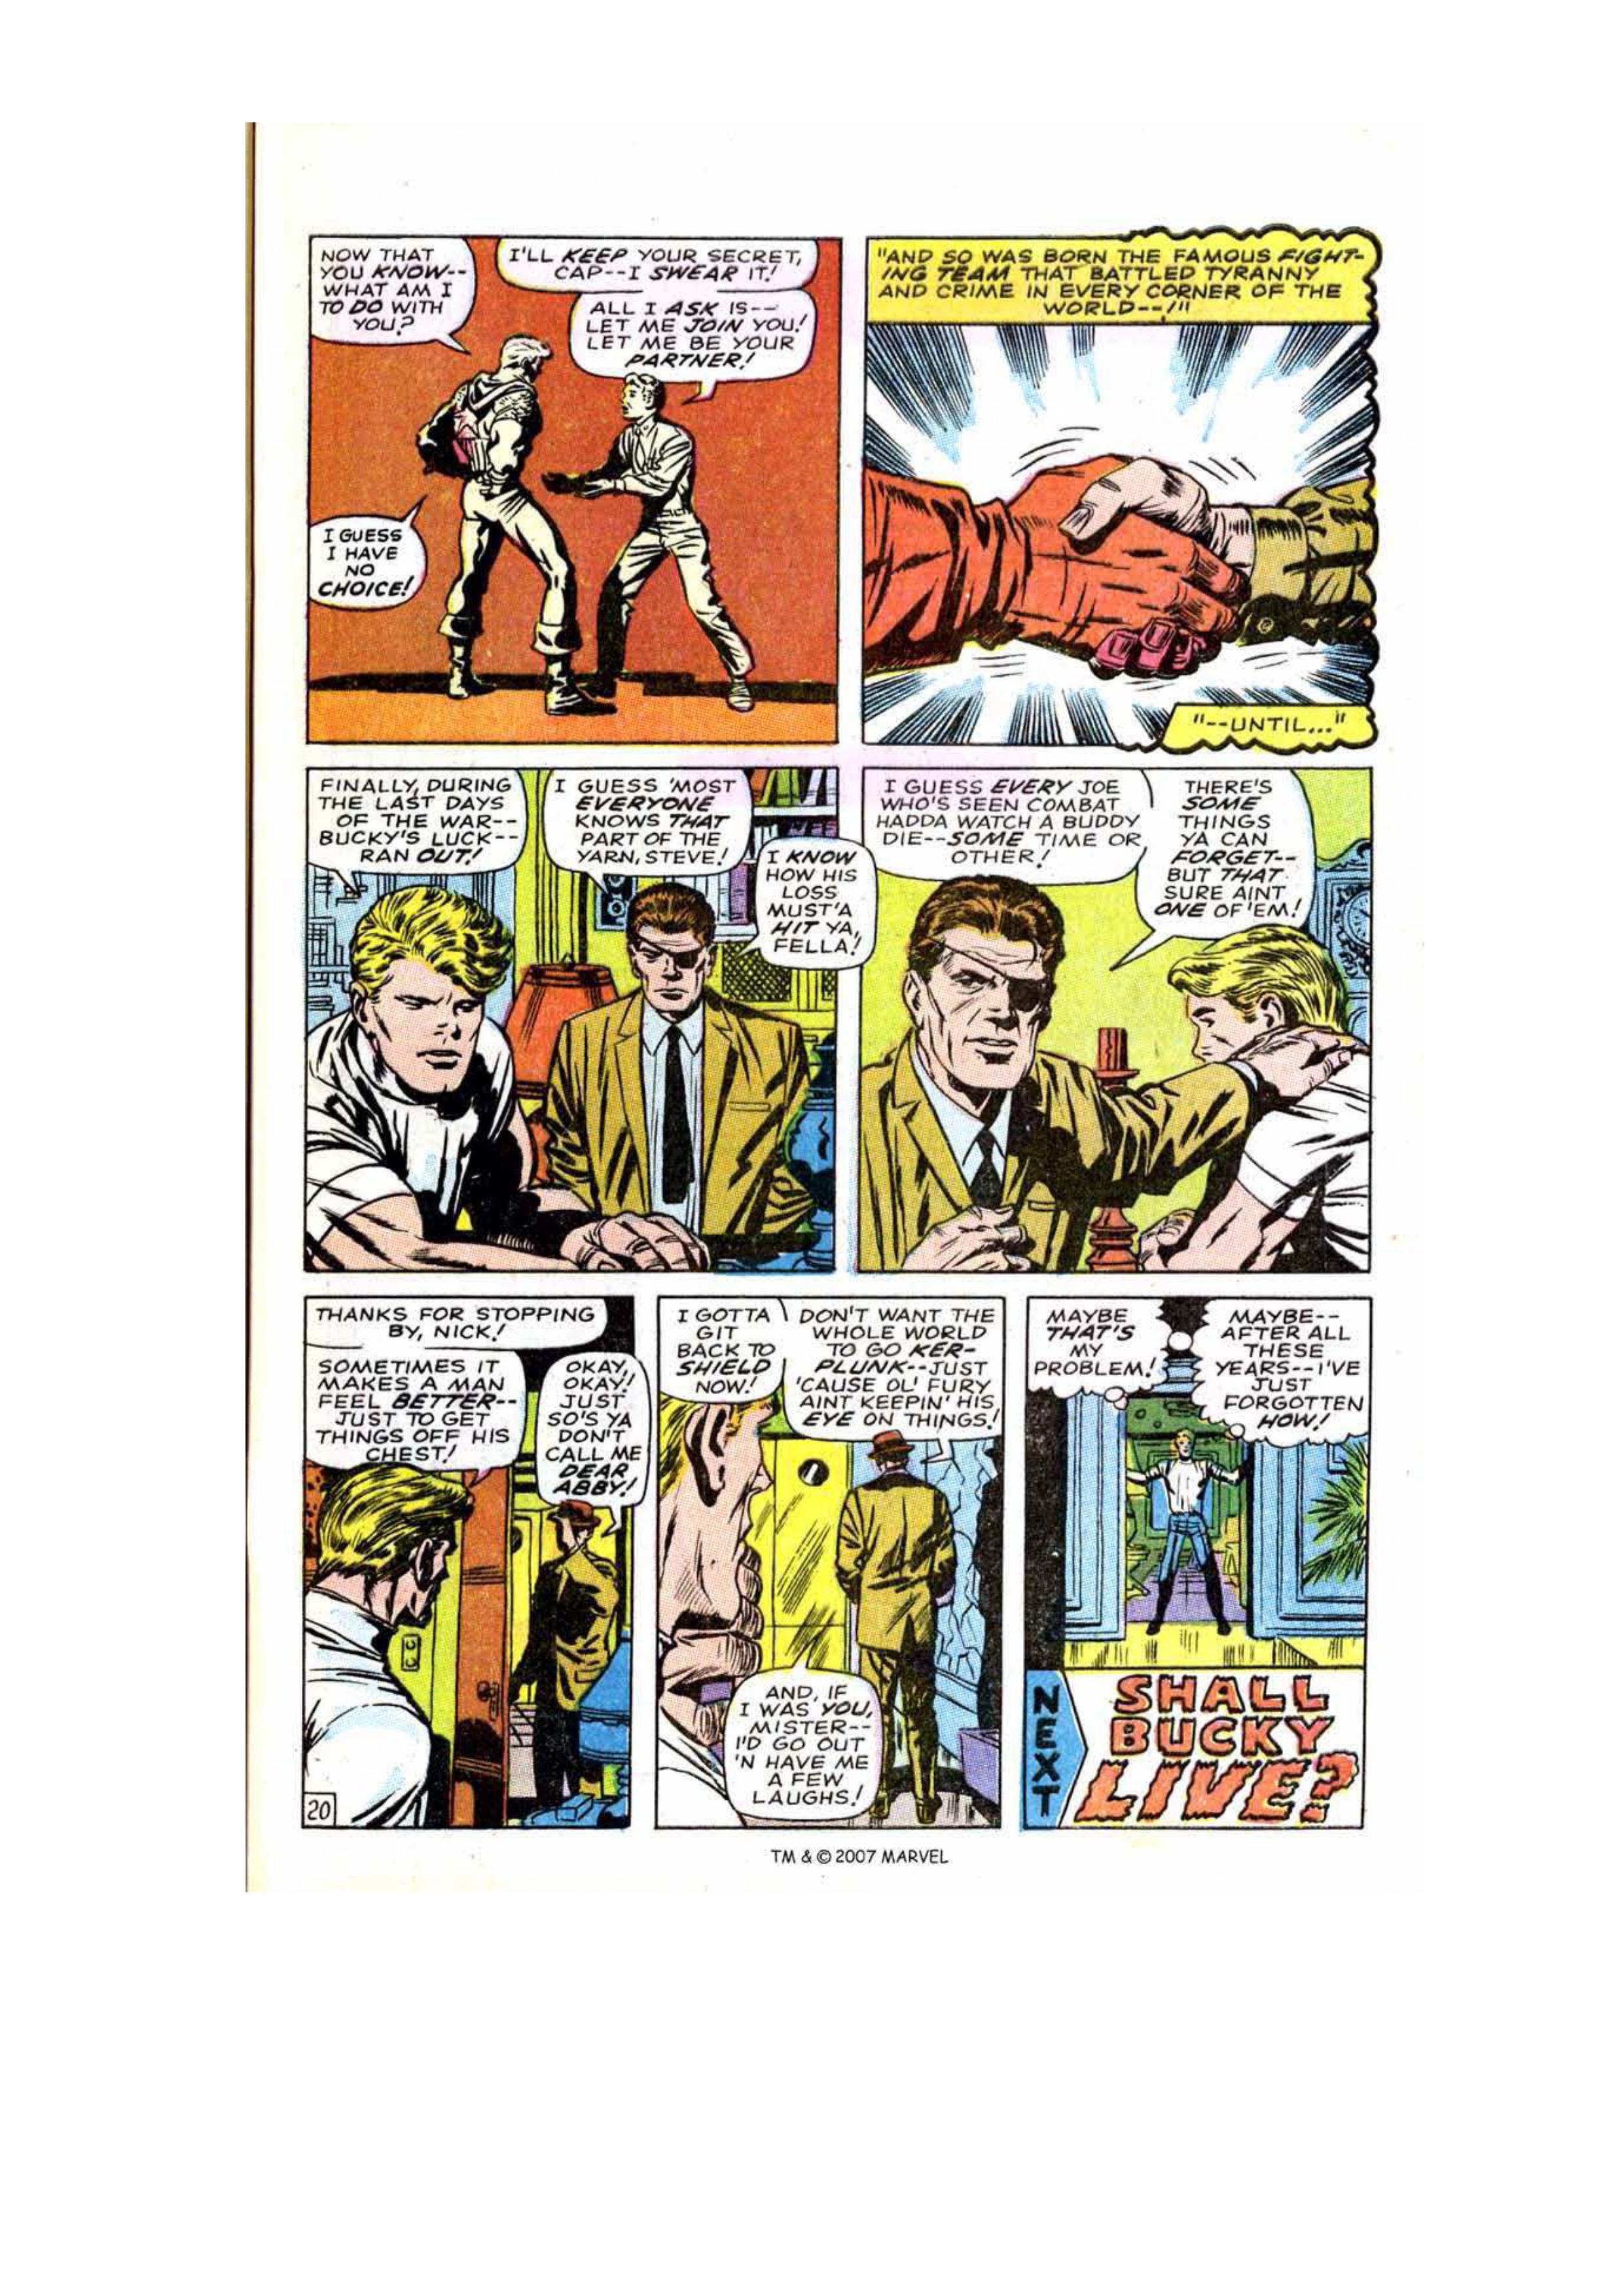 NOW THAT
YOU KNOW--
WHAT AM I
TO DO WITH
YOU?
I'LL KEEP YOUR SECRET,
CAP--I SWEAR IT!
ALL I ASK IS--
LET ME JOIN YOU!
LET ME BE YOUR
PARTNER!
I GUESS
I HAVE
NO
CHOICE!
"AND SO WAS BORN THE FAMOUS FIGHT-
ING TEAM THAT BATTLED TYRANNY
AND CRIME IN EVERY CORNER OF THE
WORLD--!"
"--UNTIL..."
FINALLY, DURING
THE LAST DAYS
OF THE WAR--
BUCKY'S LUCK--
RAN OUT!
I GUESS 'MOST
EVERYONE
KNOWS THAT
PART OF THE
YARN, STEVE!
I KNOW
HOW HIS
LOSS
MUST'A
HIT YA,
FELLA!
I GUESS EVERY JOE
WHO'S SEEN COMBAT
HADDA WATCH A BUDDY
DIE--SOME TIME OR
OTHER!
THERE'S
SOME
THINGS
YA CAN
FORGET--
BUT THAT
SURE AINT
ONE OF 'EM!
THANKS FOR STOPPING
BY, NICK!
SOMETIMES IT
MAKES A MAN
FEEL BETTER--
JUST TO GET
THINGS OFF HIS
CHEST!
OKAY,
OKAY!
JUST
SO'S YA
DON'T
CALL ME
DEAR
ABBY!
I GOTTA
GIT
BACK TO
SHIELD
NOW!
DON'T WANT THE
WHOLE WORLD
TO GO KER-
PLUNK--JUST
'CAUSE OL' FURY
AINT KEEPIN' HIS
EYE ON THINGS!
AND, IF
I WAS YOU,
MISTER--
I'D GO OUT
'N HAVE ME
A FEW
LAUGHS!
MAYBE
THAT'S
MY
PROBLEM!
MAYBE--
AFTER ALL
THESE
YEARS--I'VE
JUST
FORGOTTEN
HOW!
NEXT
SHALL
BUCKY
LIVE?
20
TM & © 2007 MARVEL